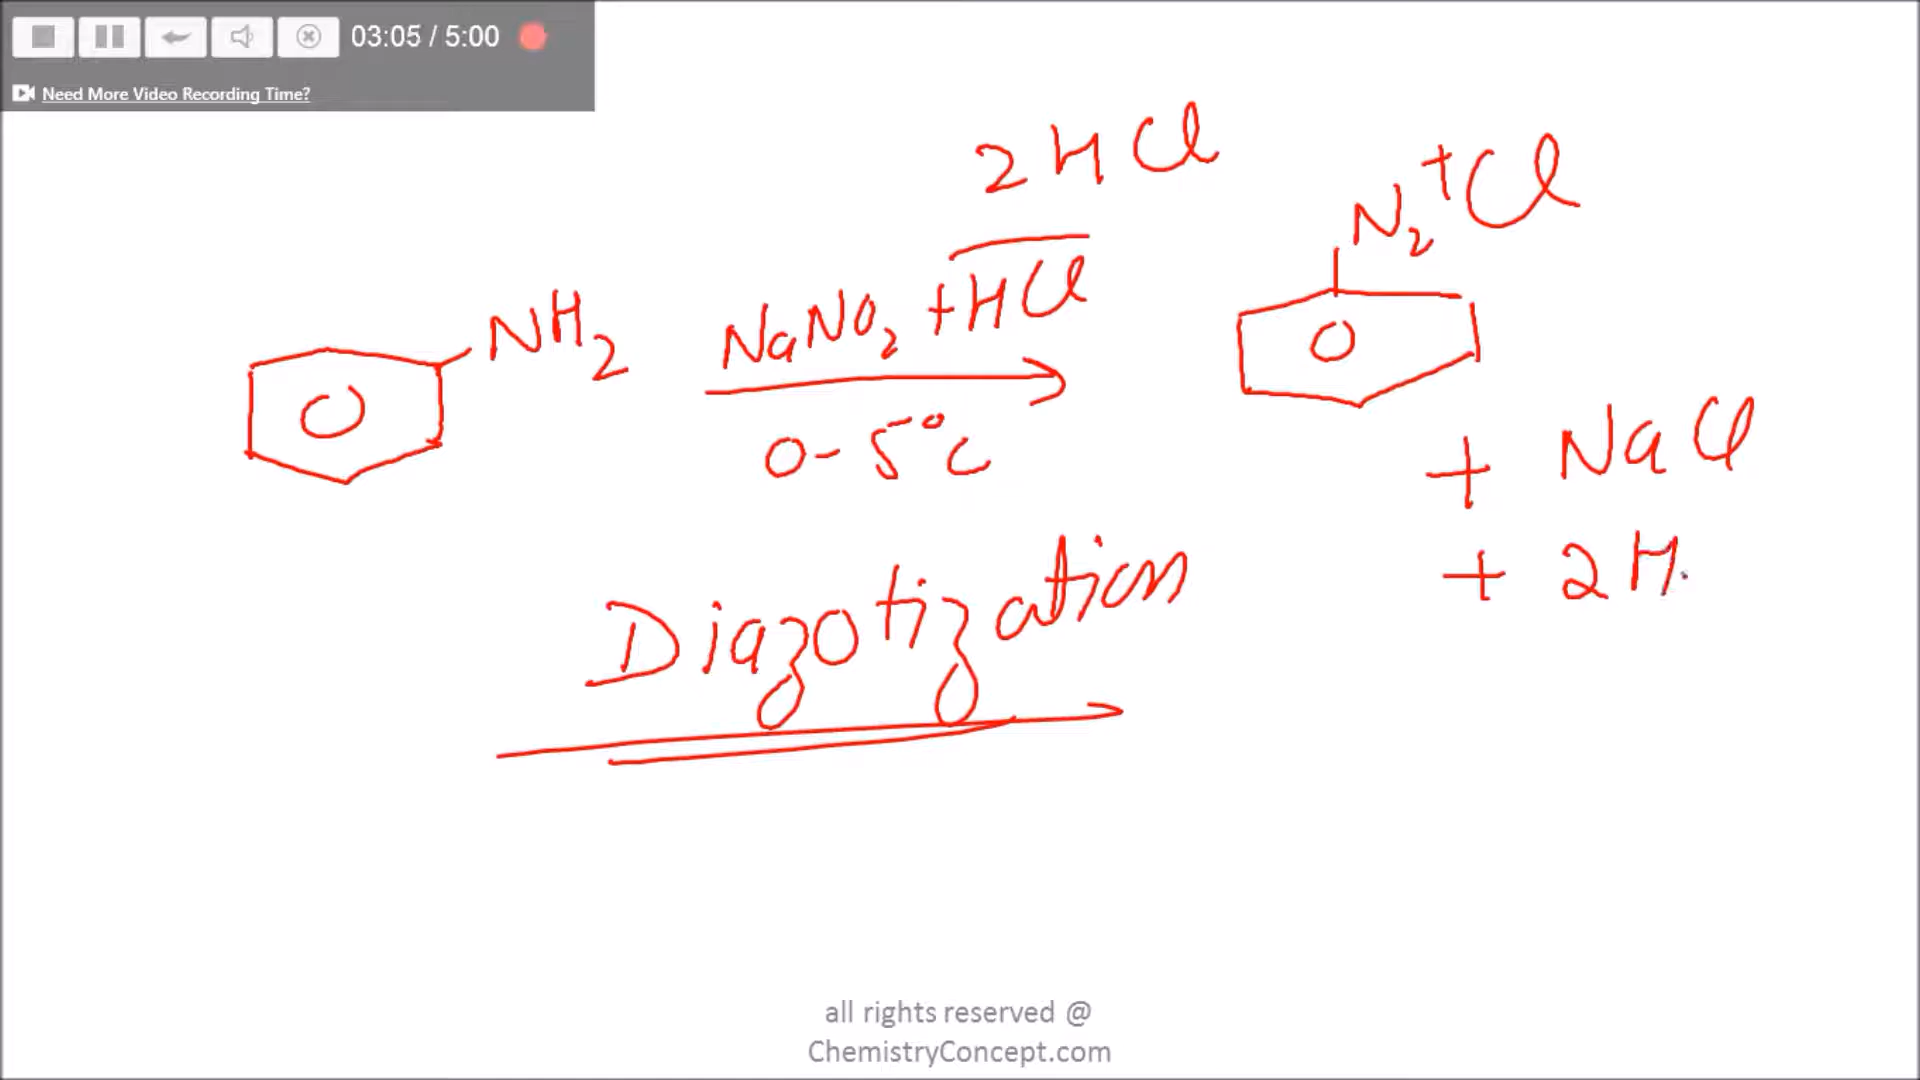 03:05 / 5:00
Need More Video Recording Time?
2HCl
N₂⁺Cl
NH₂
NaNO₂ + HCl
0-5°C
+ NaCl
+ 2H
Diazotization
all rights reserved @
ChemistryConcept.com